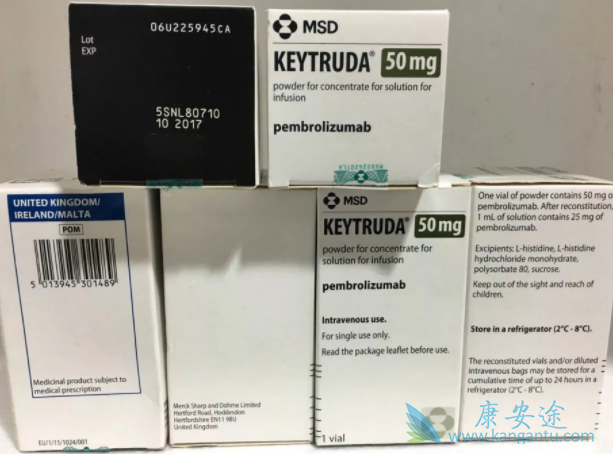 06U225945CA
Lot
EXP
5SNL80710
10 2017
MSD
KEYTRUDA® 50 mg
powder for concentrate for solution for
infusion
pembrolizumab
UNITED KINGDOM/
IRELAND/MALTA
POM
5 013945 301489
Medicinal product subject to
medical prescription
EU/1/15/1024/001
Merck Sharp and Dohme Limited
Hertford Road, Hoddesdon
Hertfordshire EN11 9BU
United Kingdom
MSD
KEYTRUDA® 50 mg
powder for concentrate for
solution for infusion
pembrolizumab
Intravenous use.
For single use only.
Read the package leaflet before use.
1 vial
One vial of powder contains 50 mg of
pembrolizumab. After reconstitution,
1 mL of solution contains 25 mg of
pembrolizumab.
Excipients: L-histidine, L-histidine
hydrochloride monohydrate,
polysorbate 80, sucrose.
Keep out of the sight and reach of
children.
Store in a refrigerator (2°C - 8°C).
The reconstituted vials and/or diluted
intravenous bags may be stored for a
cumulative time of up to 24 hours in a
refrigerator (2°C - 8°C).
康安途
www.kangantu.com